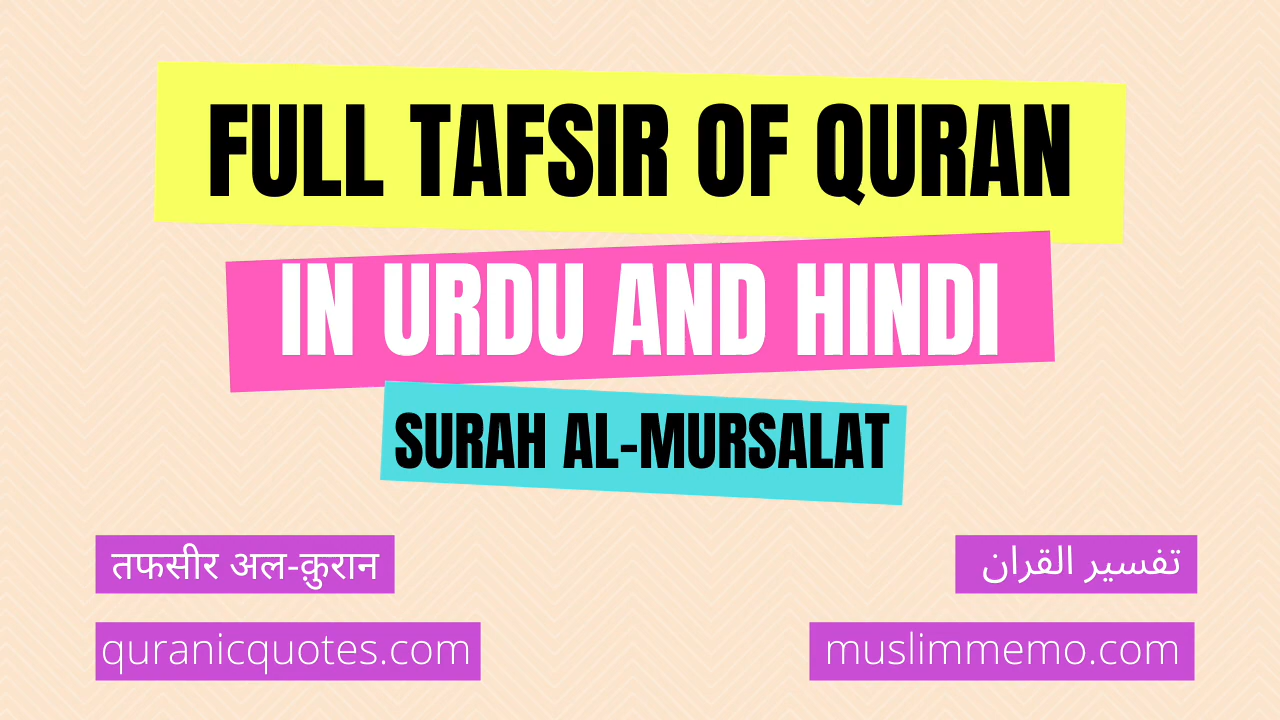 FULL TAFSIR OF QURAN
IN URDU AND HINDI
SURAH AL-MURSALAT
तफसीर अल-क़ुरान
تفسير القران
quranicquotes.com
muslimmemo.com